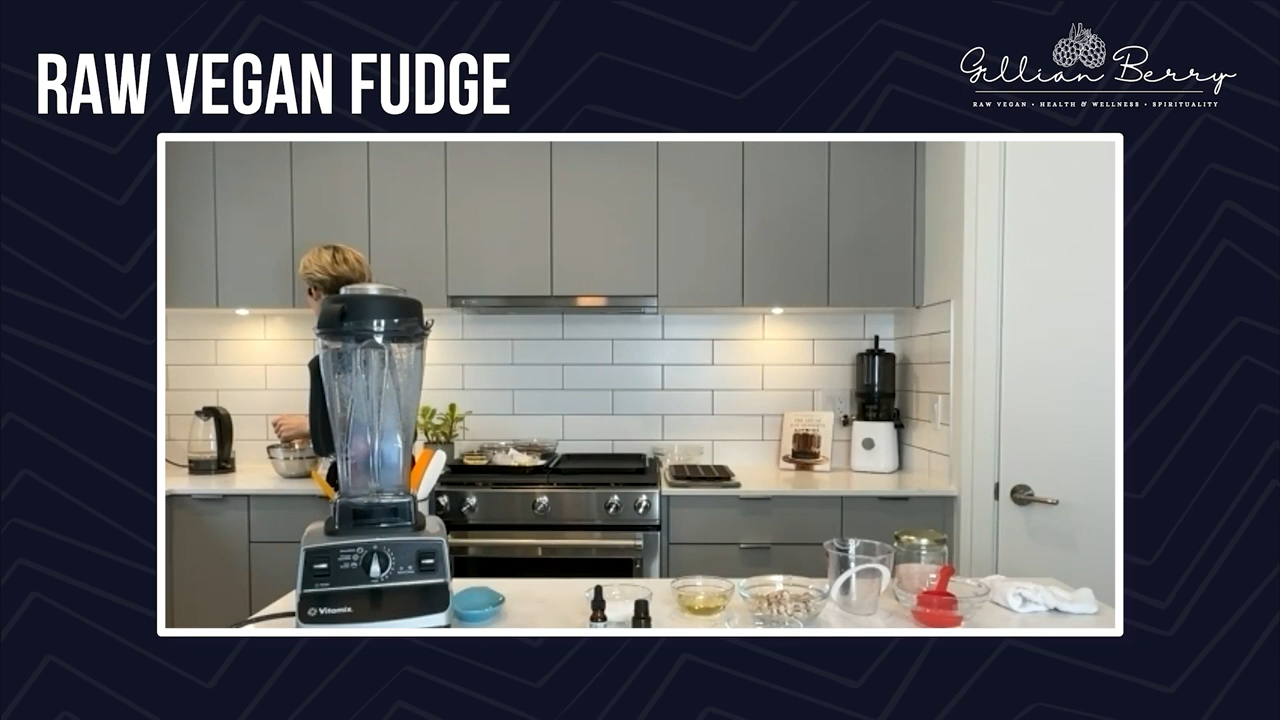 RAW VEGAN FUDGE
Gillian Berry
RAW VEGAN • HEALTH & WELLNESS • SPIRITUALITY
Vitamix